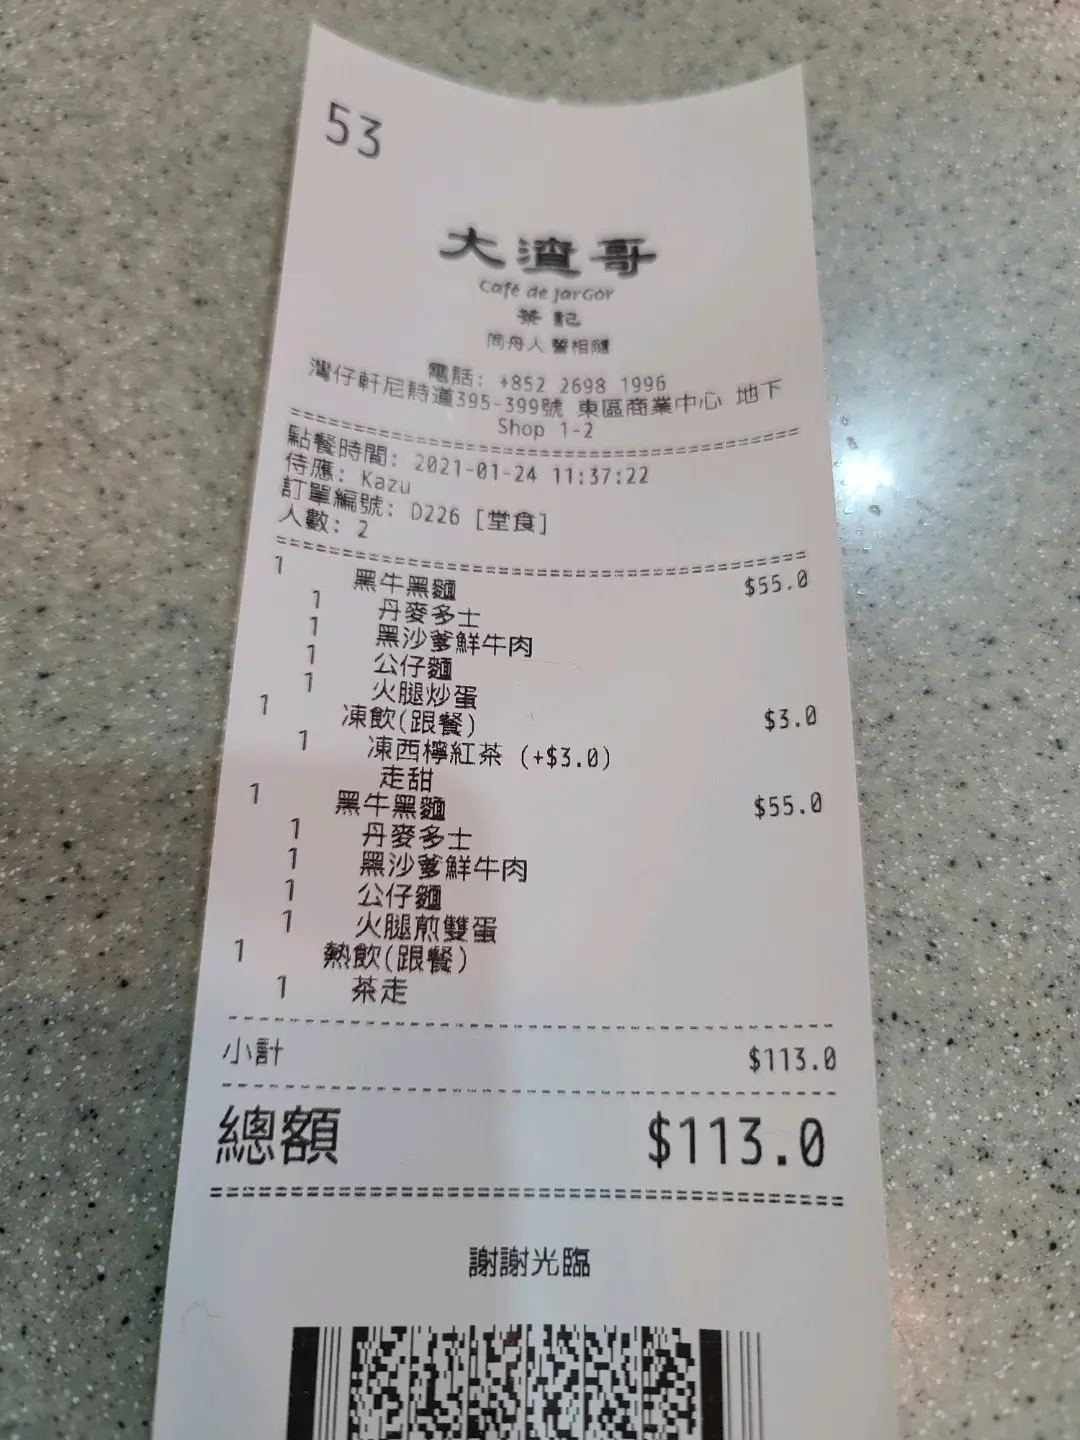 53
大渣哥
Café de JarGor
茶記
同舟人誓相隨
電話: +852 2698 1996
灣仔軒尼詩道395-399號 東區商業中心 地下
Shop 1-2
點餐時間: 2021-01-24 11:37:22
侍應: Kazu
訂單編號: D226 [堂食]
人數: 2
1 黑牛黑麵 $55.0
1 丹麥多士
1 黑沙爹鮮牛肉
1 公仔麵
1 火腿炒蛋
1 凍飲(跟餐) $3.0
1 凍西檸紅茶 (+$3.0)
走甜
1 黑牛黑麵 $55.0
1 丹麥多士
1 黑沙爹鮮牛肉
1 公仔麵
1 火腿煎雙蛋
1 熱飲(跟餐)
1 茶走
小計 $113.0
總額 $113.0
謝謝光臨